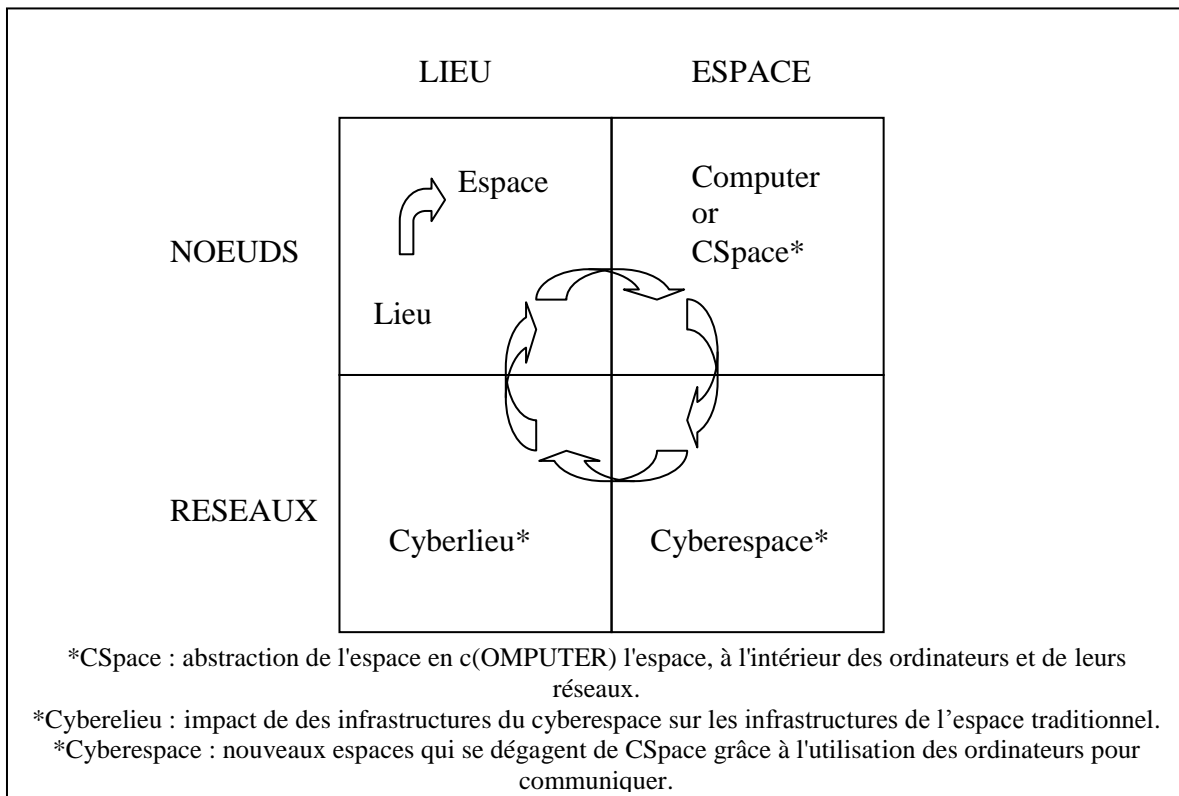 LIEU ESPACE
Espace
Computer
or
CSpace*
NOEUDS
Lieu
RESEAUX
Cyberlieu* Cyberespace*
*CSpace : abstraction de l'espace en c(OMPUTER) l'espace, à l'intérieur des ordinateurs et de leurs
réseaux.
*Cyberelieu : impact de des infrastructures du cyberespace sur les infrastructures de l’espace traditionnel.
*Cyberespace : nouveaux espaces qui se dégagent de CSpace grâce à l'utilisation des ordinateurs pour
communiquer.